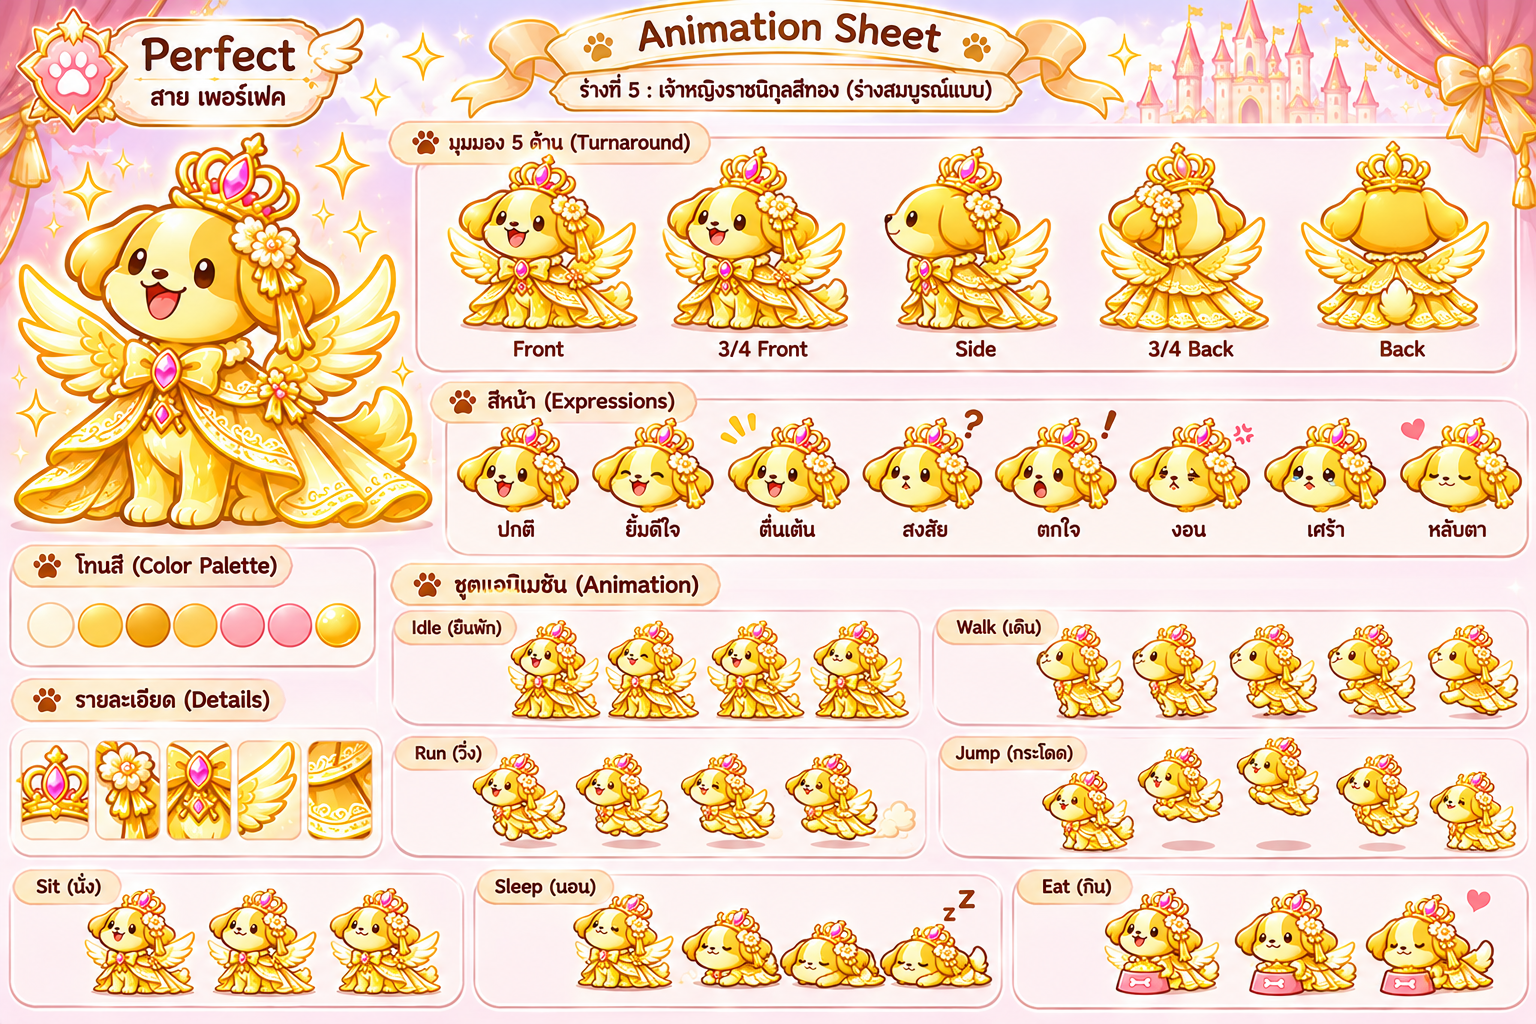 Perfect
สาย เพอร์เฟค
Animation Sheet
ร่างที่ 5 : เจ้าหญิงราชนิกุลสีทอง (ร่างสมบูรณ์แบบ)
มุมมอง 5 ด้าน (Turnaround)
Front
3/4 Front
Side
3/4 Back
Back
สีหน้า (Expressions)
?
!
ปกติ
ยิ้มดีใจ
ตื่นเต้น
สงสัย
ตกใจ
งอน
เศร้า
หลับตา
โทนสี (Color Palette)
รายละเอียด (Details)
ชุดแอนิเมชัน (Animation)
Idle (ยืนพัก)
Walk (เดิน)
Run (วิ่ง)
Jump (กระโดด)
Sit (นั่ง)
Sleep (นอน)
z Z
Eat (กิน)